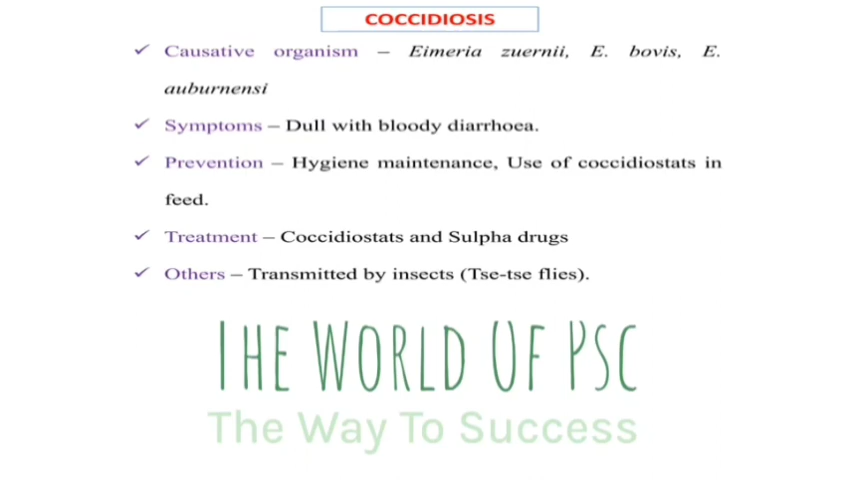 COCCIDIOSIS
✓ Causative organism – Eimeria zuernii, E. bovis, E.
auburnensi
✓ Symptoms – Dull with bloody diarrhoea.
✓ Prevention – Hygiene maintenance, Use of coccidiostats in
feed.
✓ Treatment – Coccidiostats and Sulpha drugs
✓ Others – Transmitted by insects (Tse-tse flies).
THE WORLD OF PSC
The Way To Success